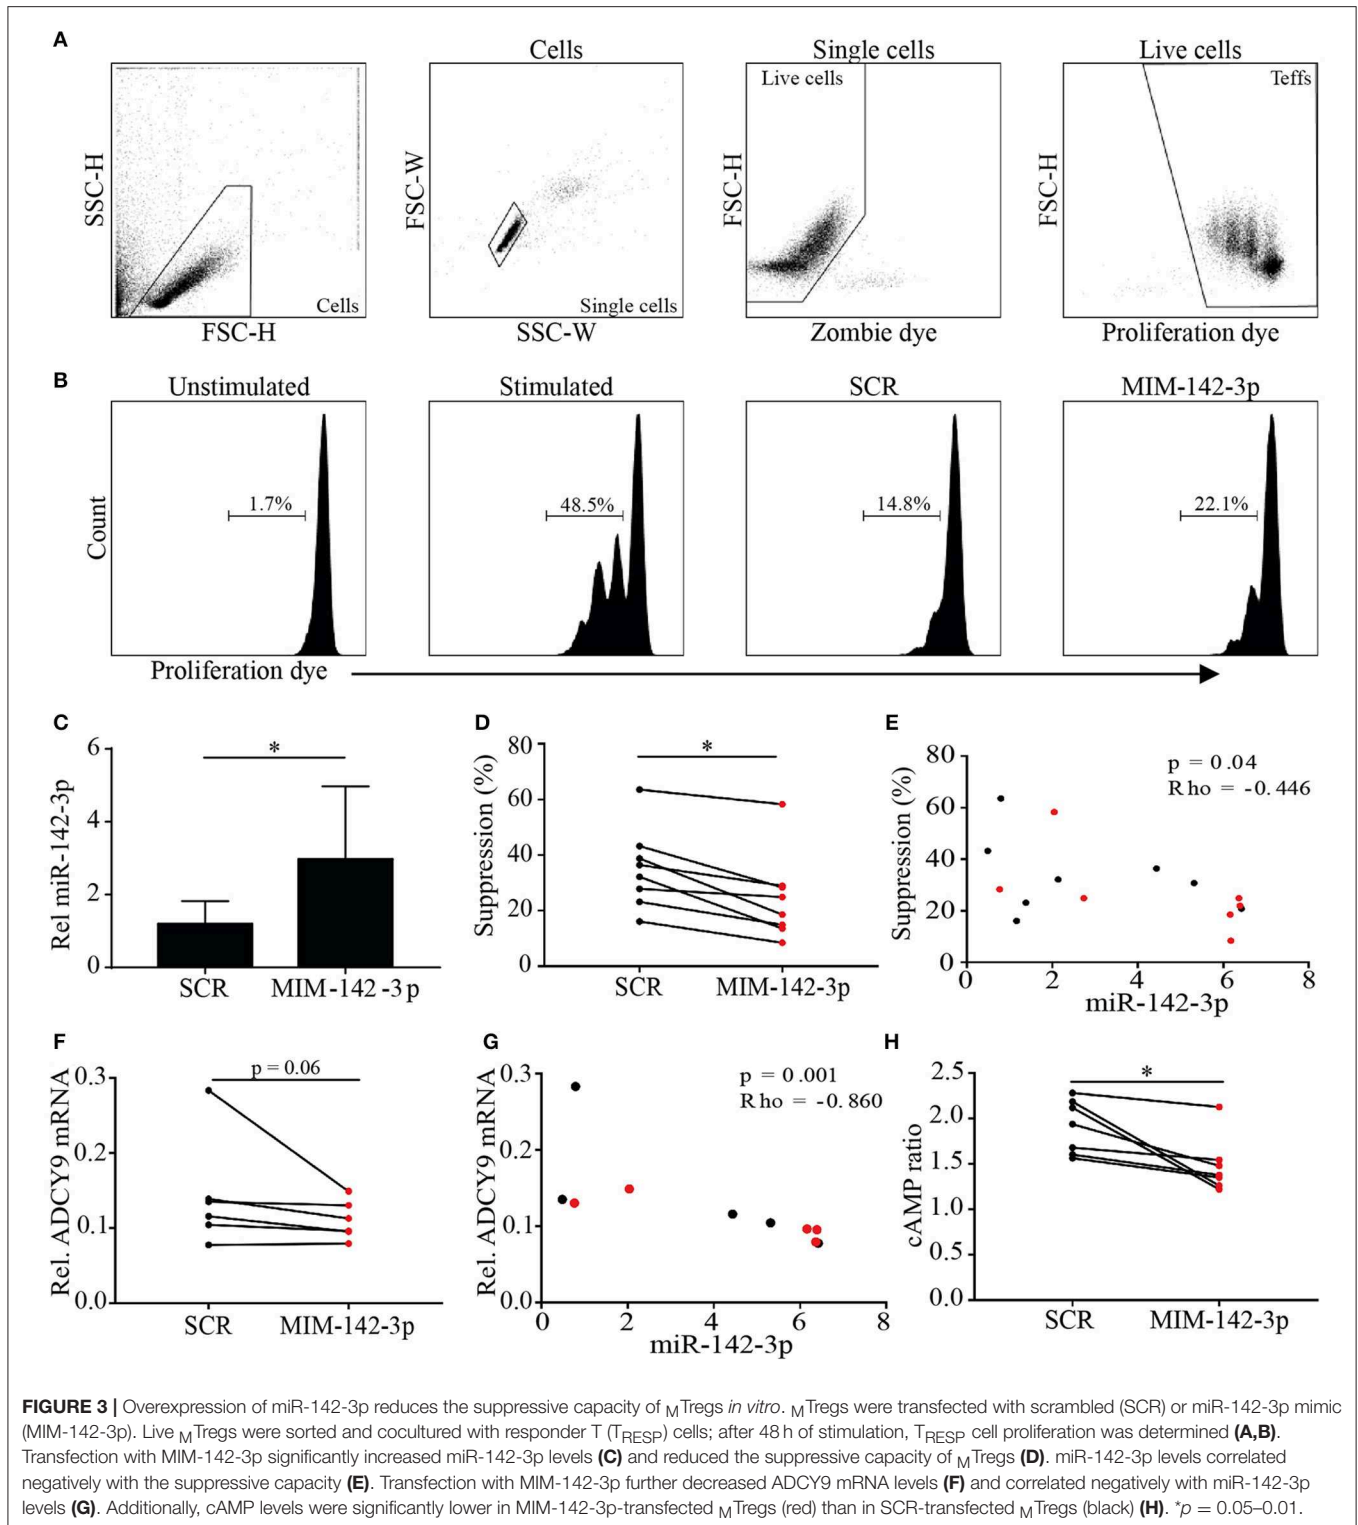 A
Cells
Single cells
Live cells
SSC-H
Cells
FSC-H
FSC-W
Single cells
SSC-W
FSC-H
Live cells
Zombie dye
FSC-H
Teffs
Proliferation dye
B
Unstimulated
Stimulated
SCR
MIM-142-3p
Count
1.7%
48.5%
14.8%
22.1%
Proliferation dye
C
Rel miR-142-3p
6
4
2
0
*
SCR
MIM-142-3p
D
Suppression (%)
80
60
40
20
0
*
SCR
MIM-142-3p
E
Suppression (%)
80
60
40
20
0
p = 0.04
Rho = -0.446
0
2
4
6
8
miR-142-3p
F
Rel. ADCY9 mRNA
0.3
0.2
0.1
0.0
p = 0.06
SCR
MIM-142-3p
G
Rel. ADCY9 mRNA
0.3
0.2
0.1
0.0
p = 0.001
Rho = -0.860
0
2
4
6
8
miR-142-3p
H
cAMP ratio
2.5
2.0
1.5
1.0
0.5
0.0
*
SCR
MIM-142-3p
FIGURE 3 | Overexpression of miR-142-3p reduces the suppressive capacity of MTregs in vitro. MTregs were transfected with scrambled (SCR) or miR-142-3p mimic
(MIM-142-3p). Live MTregs were sorted and cocultured with responder T (TRESP) cells; after 48 h of stimulation, TRESP cell proliferation was determined (A,B).
Transfection with MIM-142-3p significantly increased miR-142-3p levels (C) and reduced the suppressive capacity of MTregs (D). miR-142-3p levels correlated
negatively with the suppressive capacity (E). Transfection with MIM-142-3p further decreased ADCY9 mRNA levels (F) and correlated negatively with miR-142-3p
levels (G). Additionally, cAMP levels were significantly lower in MIM-142-3p-transfected MTregs (red) than in SCR-transfected MTregs (black) (H). *p = 0.05–0.01.